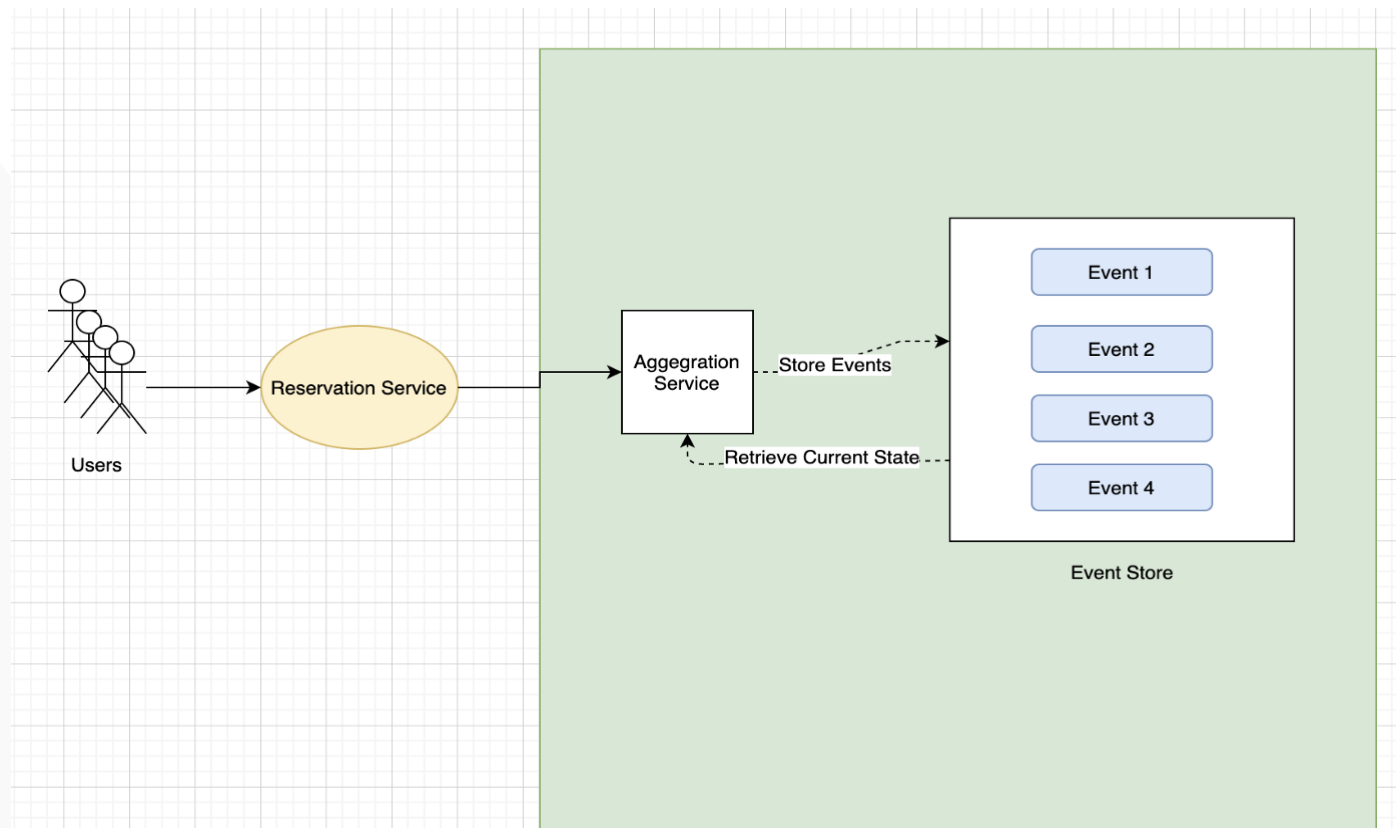 Users
Reservation Service
Aggegration
Service
Store Events
Retrieve Current State
Event 1
Event 2
Event 3
Event 4
Event Store